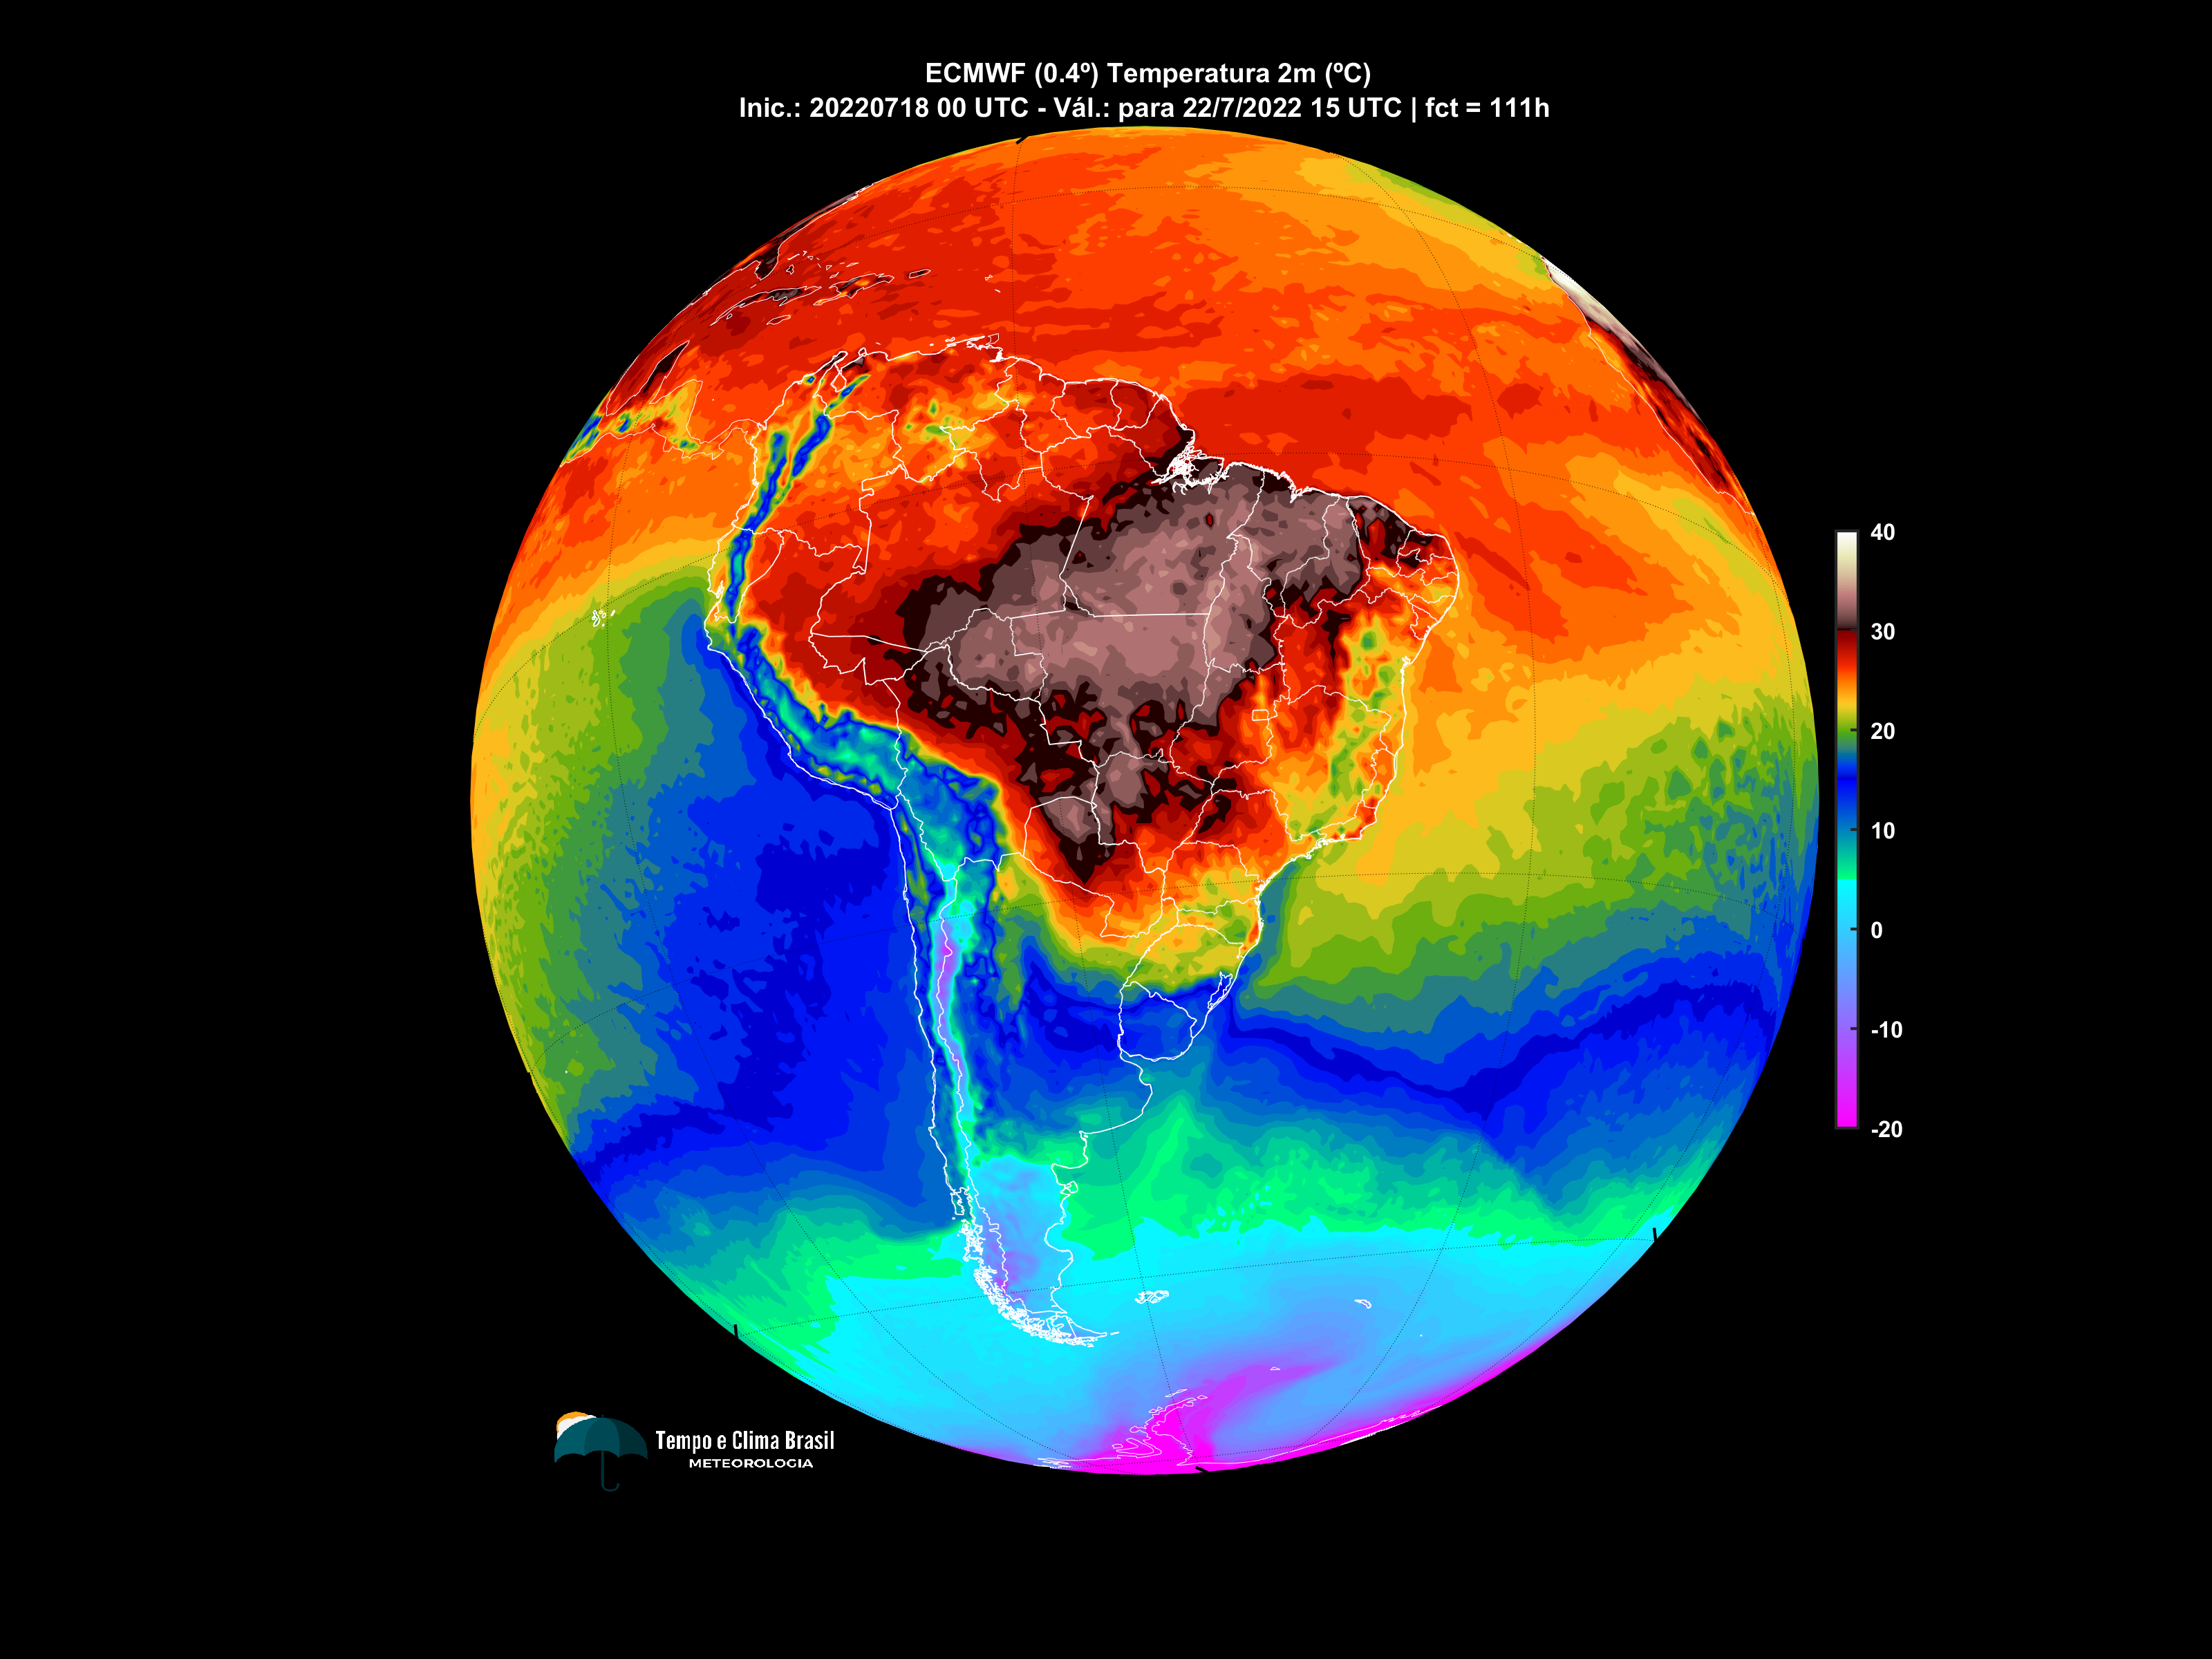 ECMWF (0.4º) Temperatura 2m (ºC)
Inic.: 20220718 00 UTC - Vál.: para 22/7/2022 15 UTC | fct = 111h
40
30
20
10
0
-10
-20
Tempo e Clima Brasil
METEOROLOGIA